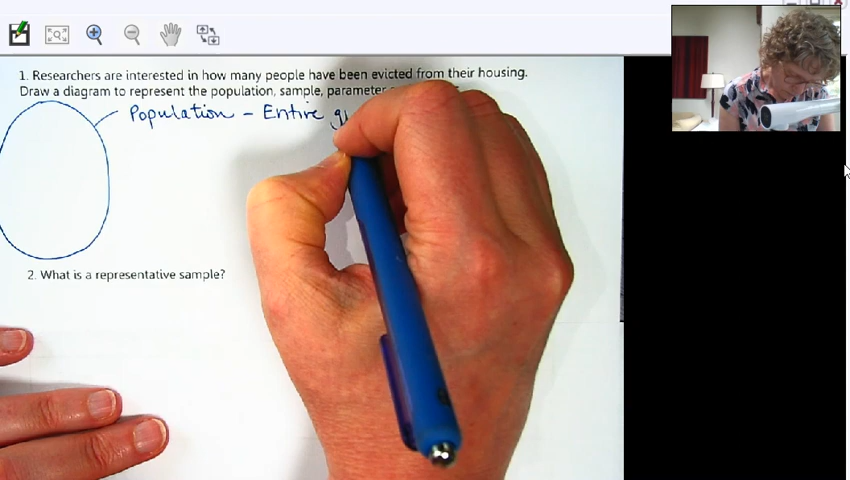 1. Researchers are interested in how many people have been evicted from their housing.
Draw a diagram to represent the population, sample, parameter
Population - Entire
2. What is a representative sample?